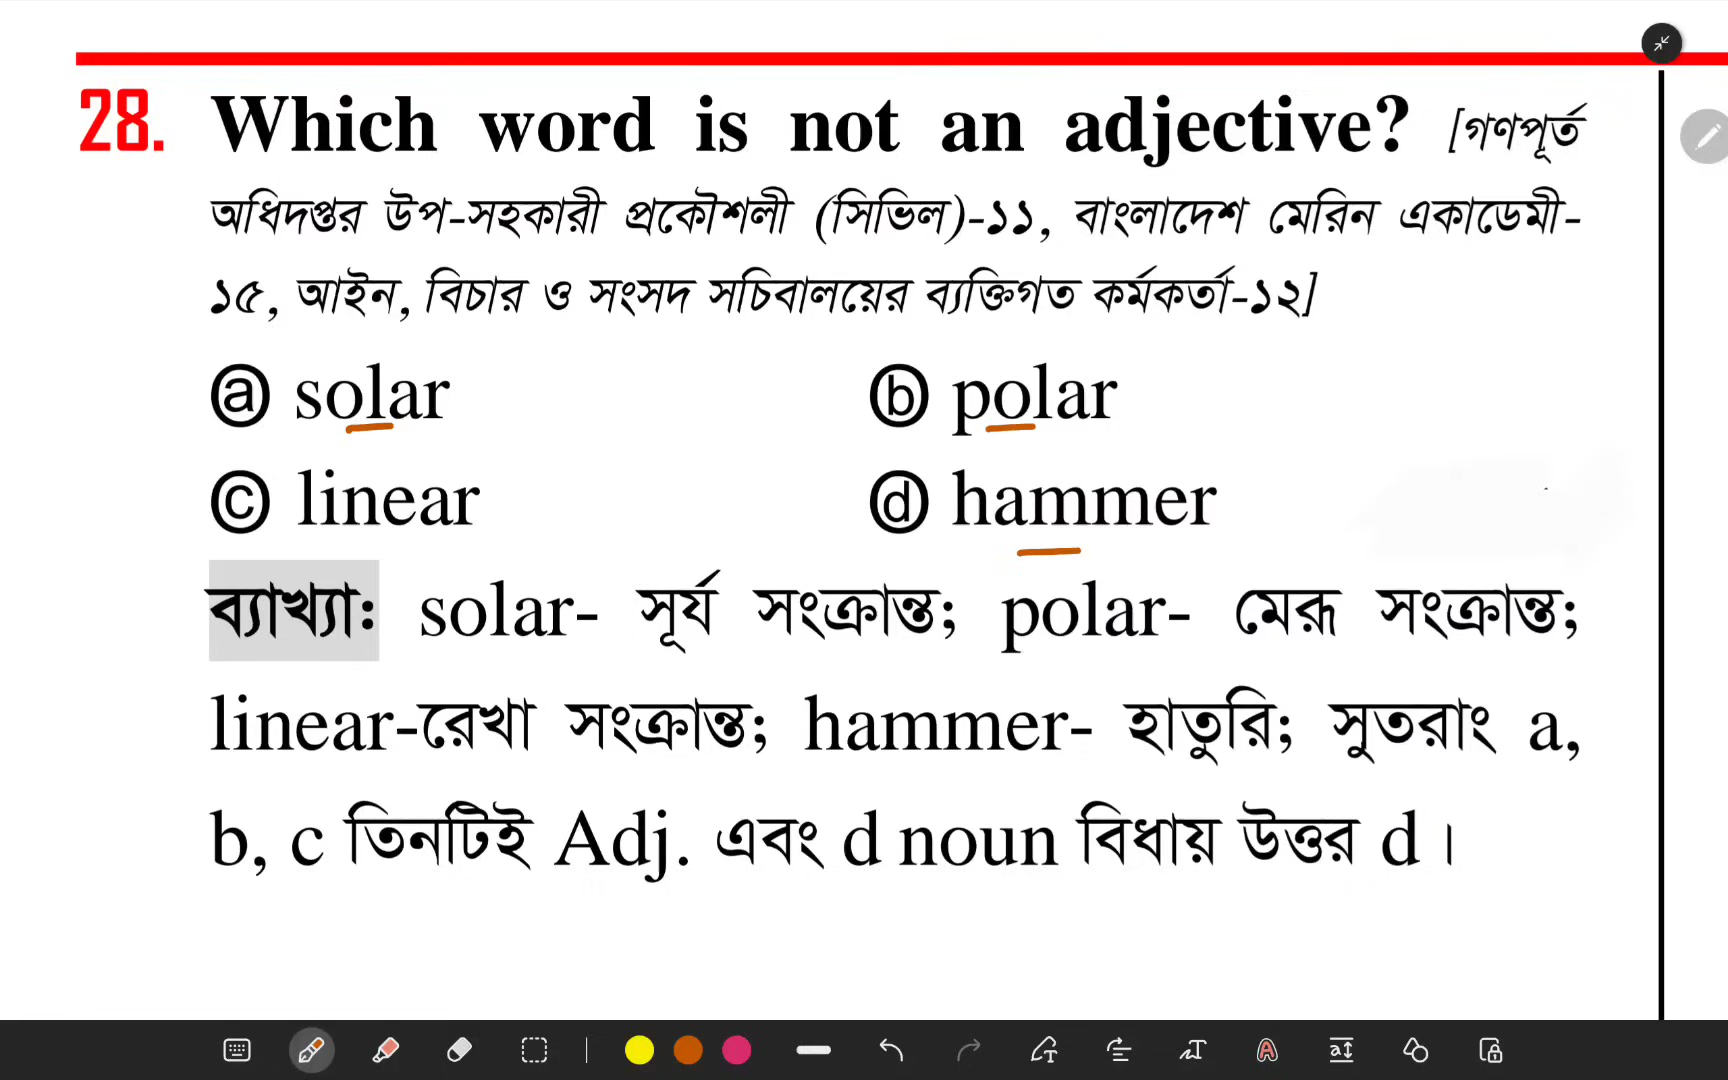 28. Which word is not an adjective? [গণপূর্ত
অধিদপ্তর উপ-সহকারী প্রকৌশলী (সিভিল)-১১, বাংলাদেশ মেরিন একাডেমী-
১৫, আইন, বিচার ও সংসদ সচিবালয়ের ব্যক্তিগত কর্মকর্তা-১২]
ⓐ solar ⓑ polar
ⓒ linear ⓓ hammer
ব্যাখ্যাঃ solar- সূর্য সংক্রান্ত; polar- মেরূ সংক্রান্ত;
linear-রেখা সংক্রান্ত; hammer- হাতুরি; সুতরাং a,
b, c তিনটিই Adj. এবং d noun বিধায় উত্তর d।